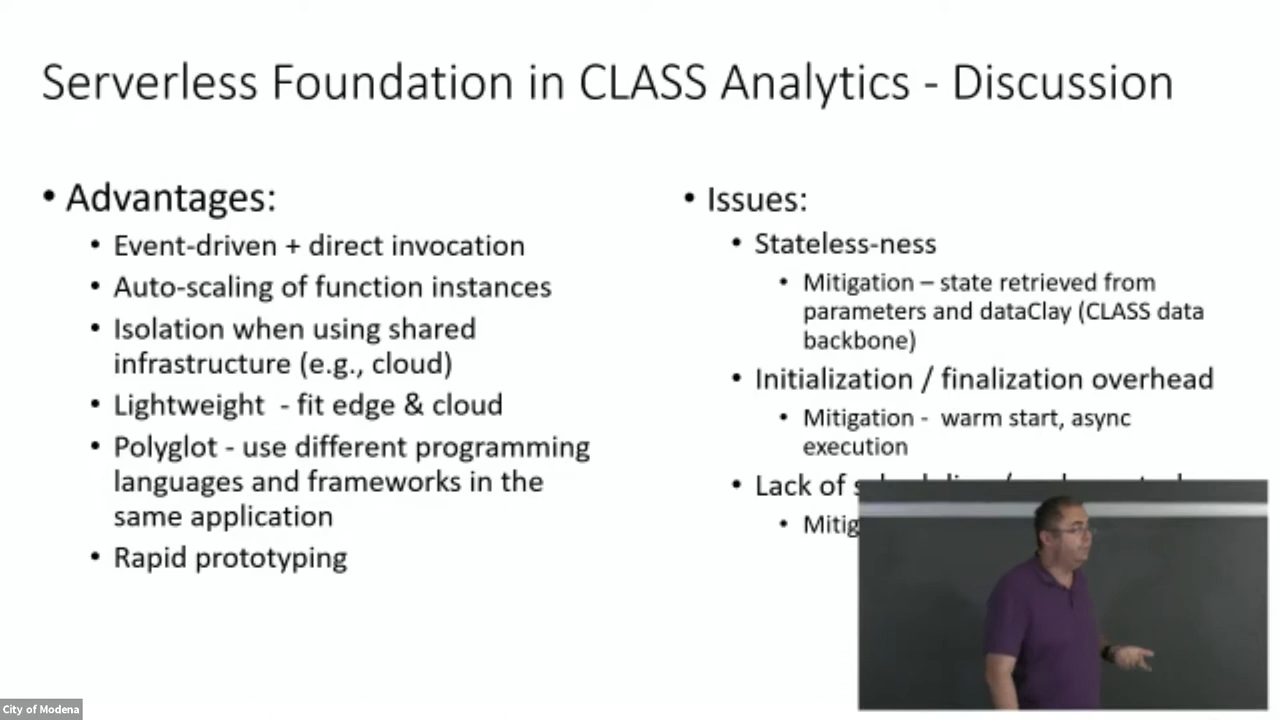 Serverless Foundation in CLASS Analytics - Discussion
• Advantages:
• Event-driven + direct invocation
• Auto-scaling of function instances
• Isolation when using shared
infrastructure (e.g., cloud)
• Lightweight - fit edge & cloud
• Polyglot - use different programming
languages and frameworks in the
same application
• Rapid prototyping
• Issues:
• Stateless-ness
• Mitigation – state retrieved from
parameters and dataClay (CLASS data
backbone)
• Initialization / finalization overhead
• Mitigation - warm start, async
execution
• Lack of
City of Modena